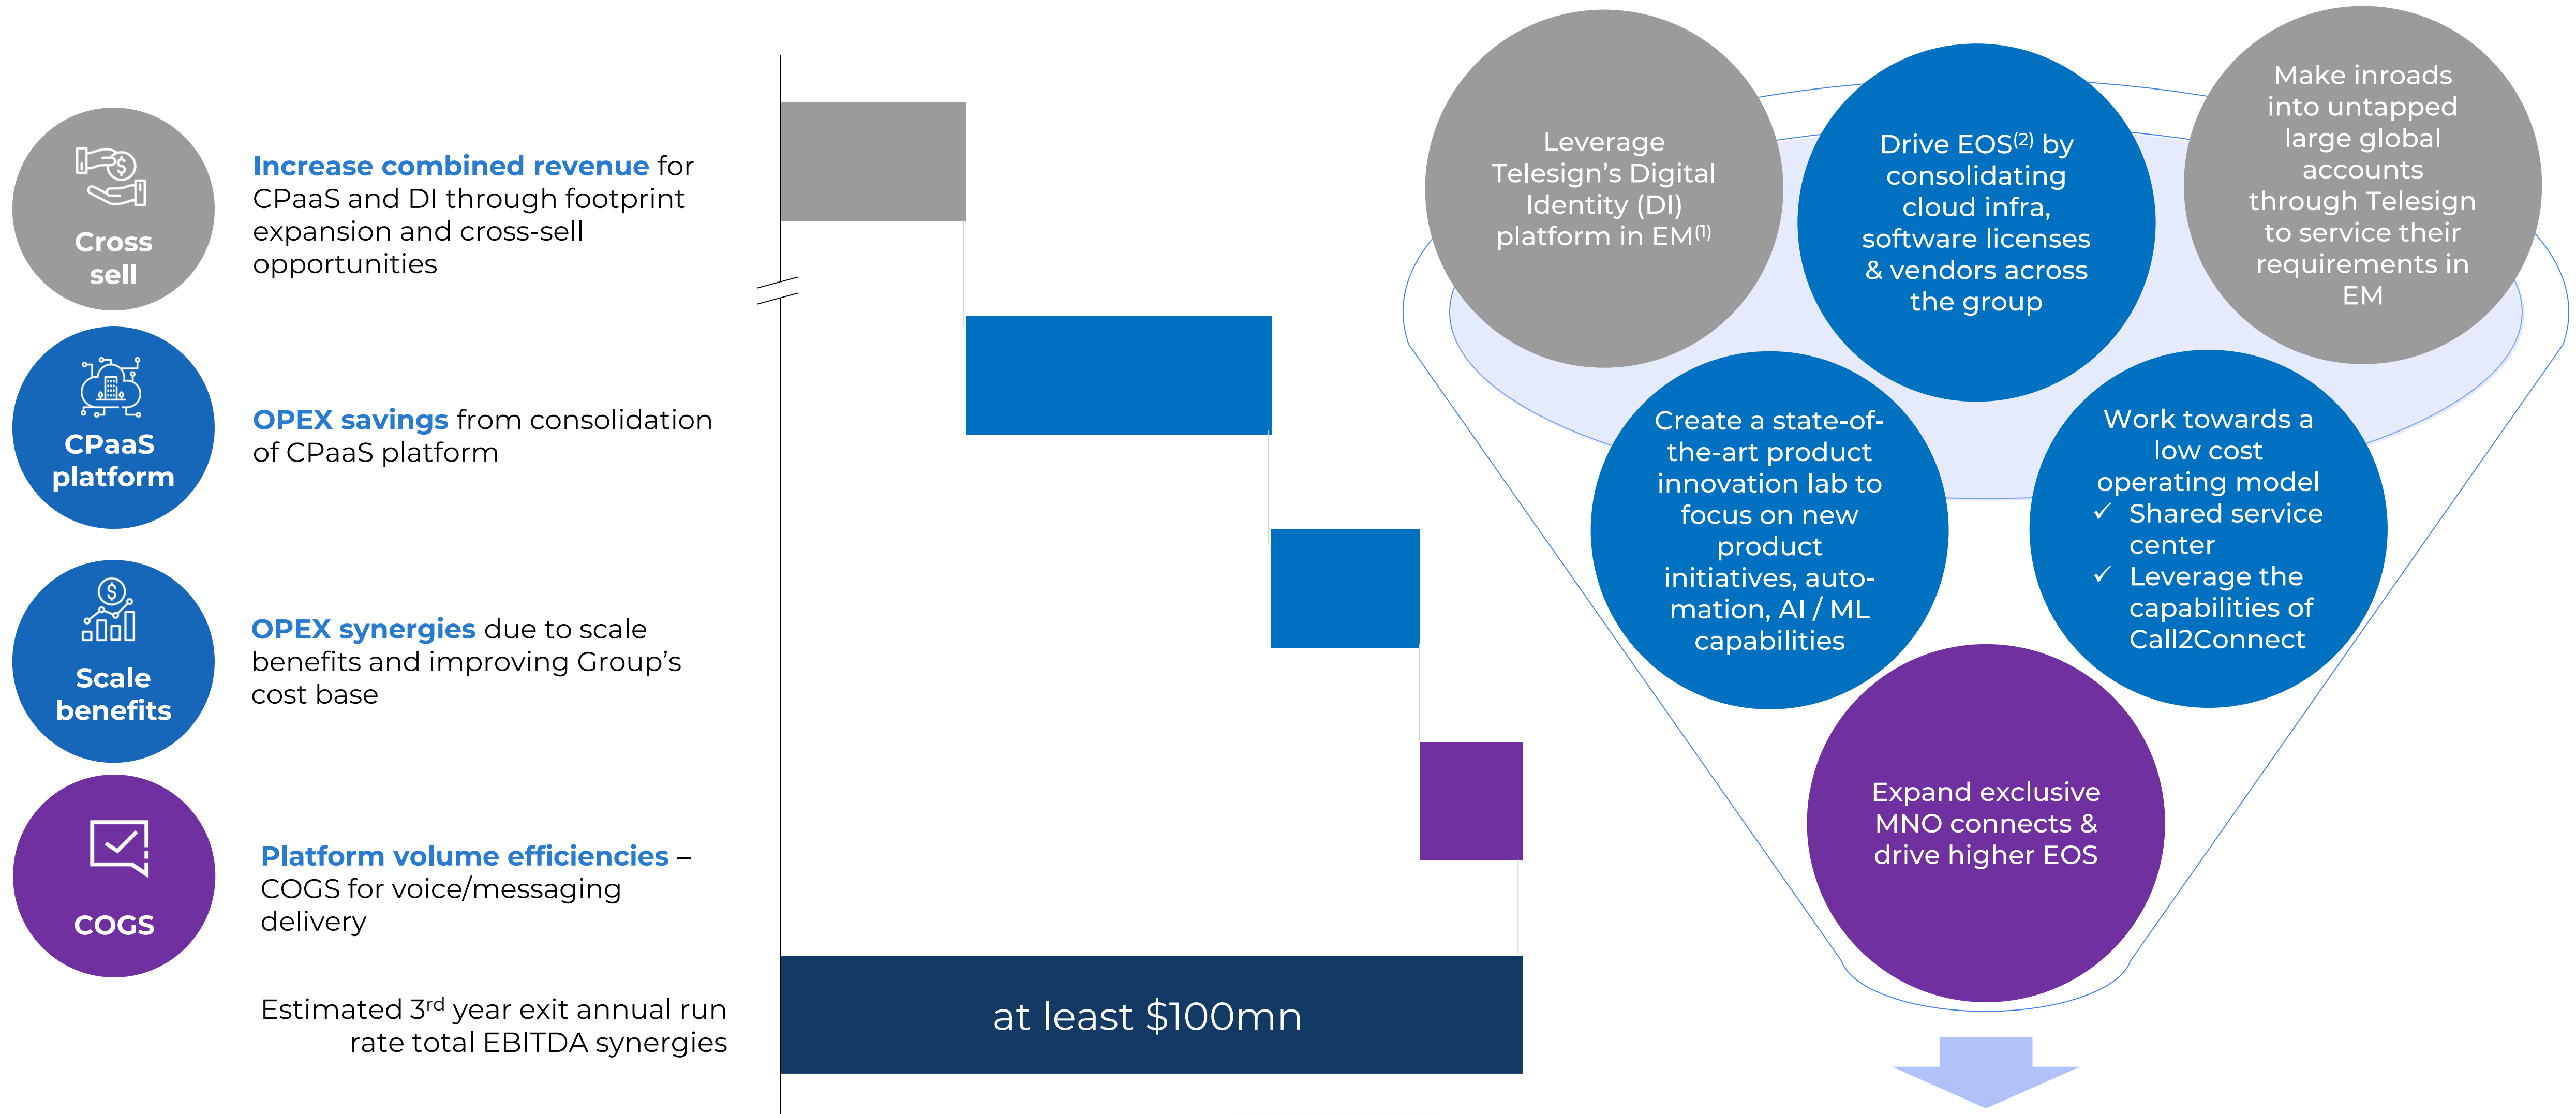 Cross
sell
Increase combined revenue for
CPaaS and DI through footprint
expansion and cross-sell
opportunities
CPaaS
platform
OPEX savings from consolidation
of CPaaS platform
Scale
benefits
OPEX synergies due to scale
benefits and improving Group’s
cost base
COGS
Platform volume efficiencies –
COGS for voice/messaging
delivery
Estimated 3rd year exit annual run
rate total EBITDA synergies
at least $100mn
Leverage
Telesign’s Digital
Identity (DI)
platform in EM(1)
Drive EOS(2) by
consolidating
cloud infra,
software licenses
& vendors across
the group
Make inroads
into untapped
large global
accounts
through Telesign
to service their
requirements in
EM
Create a state-of-
the-art product
innovation lab to
focus on new
product
initiatives, auto-
mation, AI / ML
capabilities
Work towards a
low cost
operating model
✓ Shared service
center
✓ Leverage the
capabilities of
Call2Connect
Expand exclusive
MNO connects &
drive higher EOS